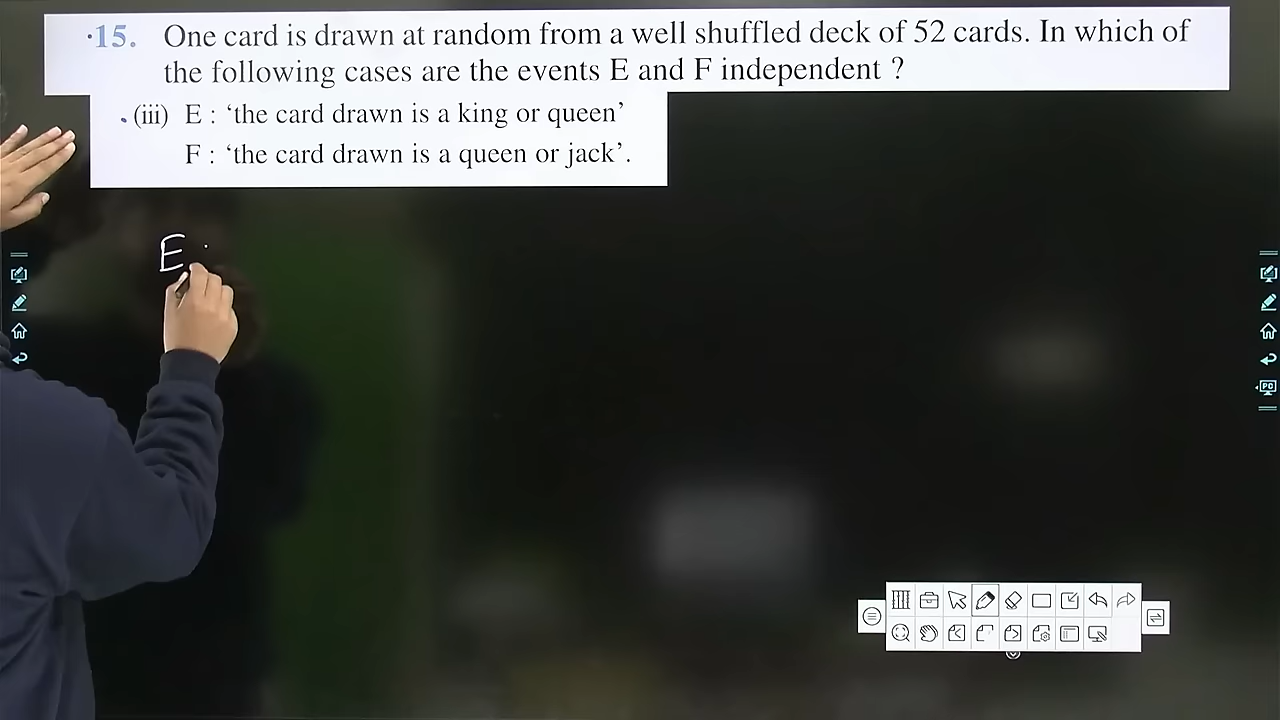 ·15. One card is drawn at random from a well shuffled deck of 52 cards. In which of
the following cases are the events E and F independent ?
(iii) E : ‘the card drawn is a king or queen’
F : ‘the card drawn is a queen or jack’.
E :
PC